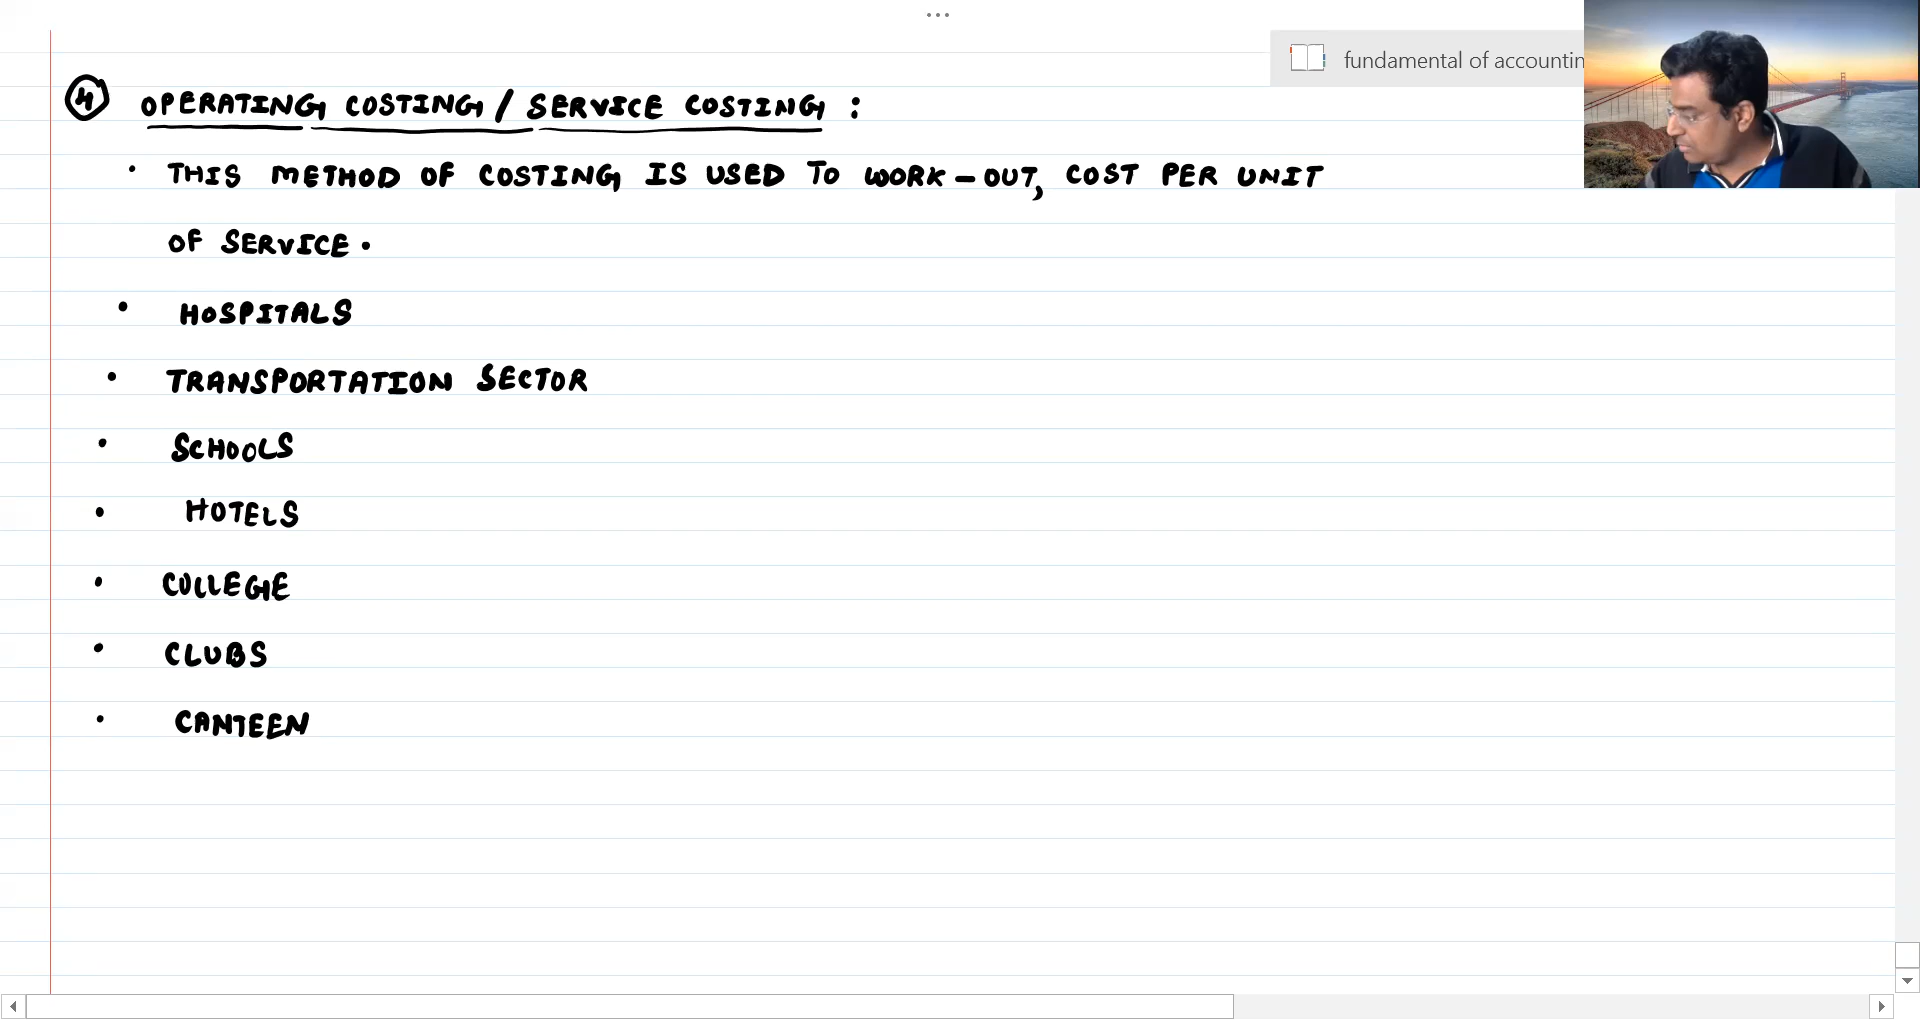 ...
fundamental of accountin
4 OPERATING COSTING / SERVICE COSTING :
• THIS METHOD OF COSTING IS USED TO WORK-OUT, COST PER UNIT
OF SERVICE.
• HOSPITALS
• TRANSPORTATION SECTOR
• SCHOOLS
• HOTELS
• COLLEGE
• CLUBS
• CANTEEN